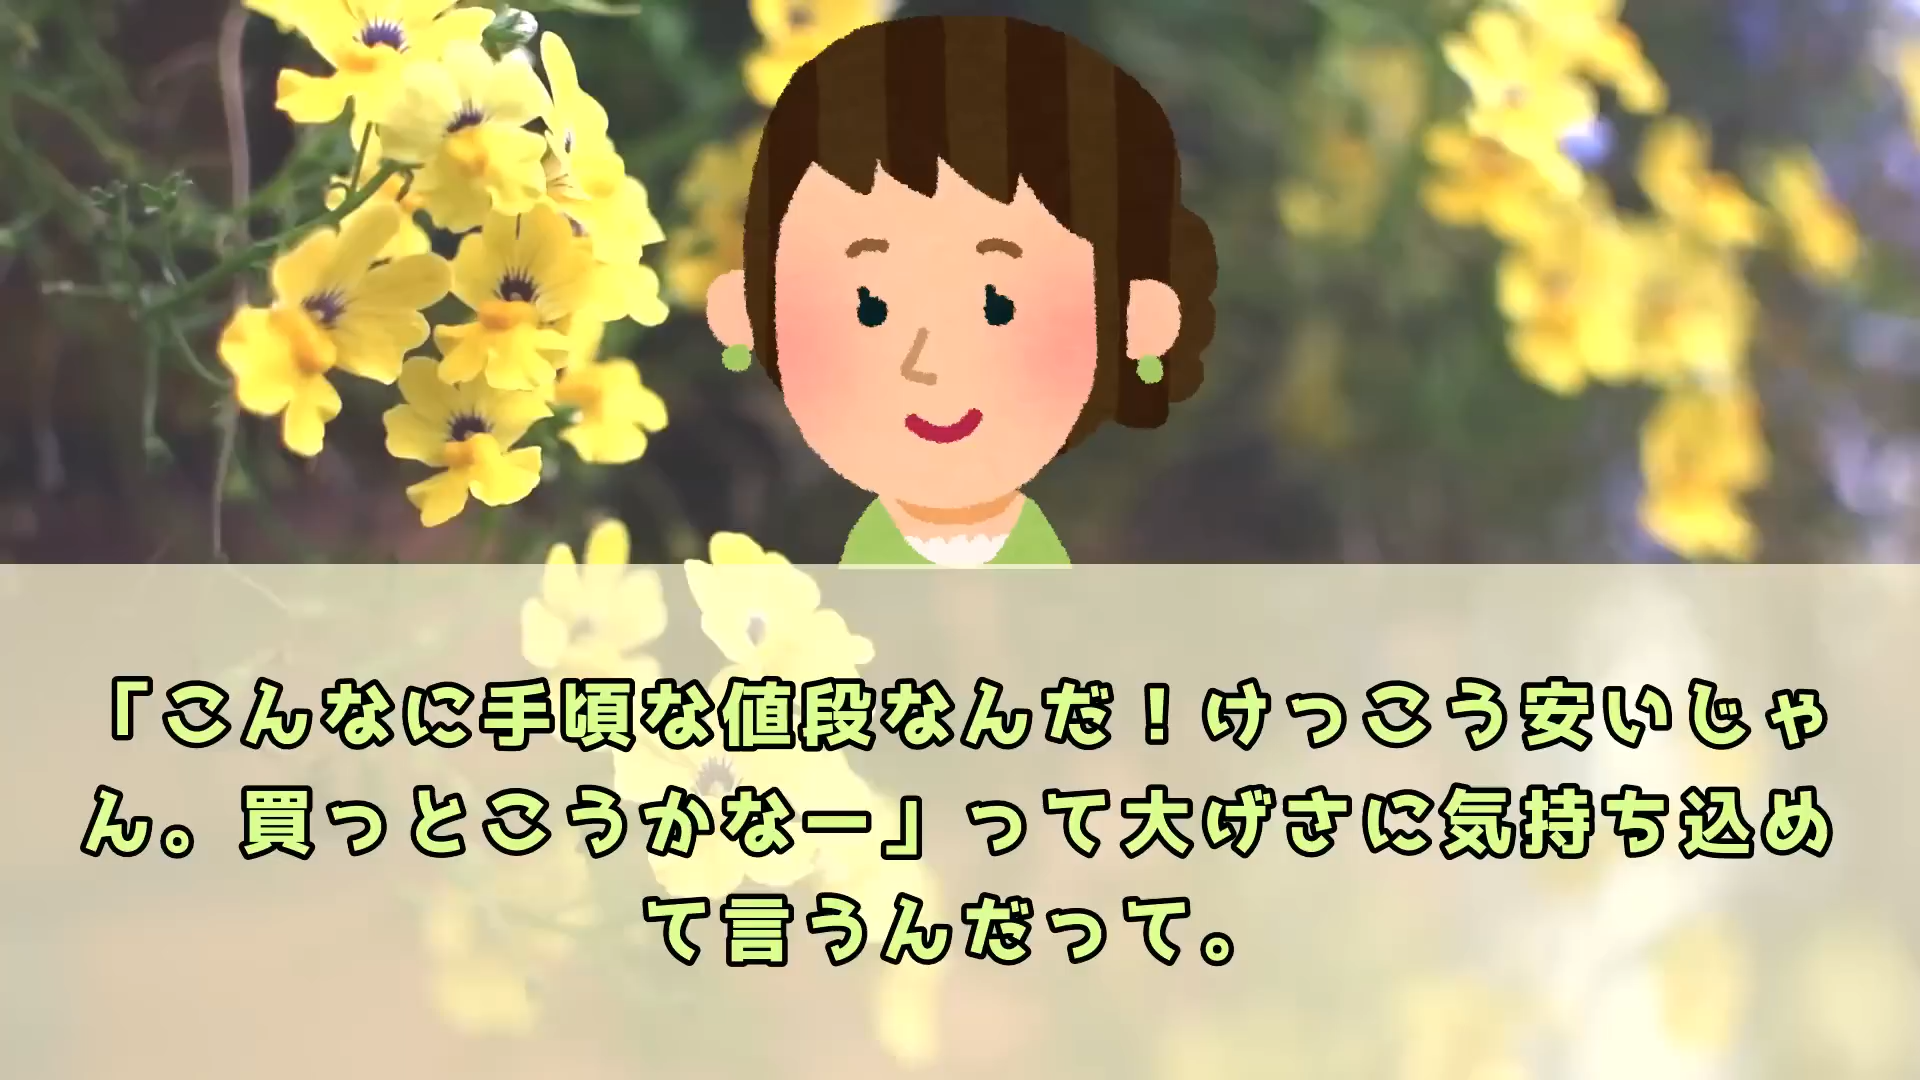 「こんなに手頃な値段なんだ！けっこう安いじゃ
ん。買っとこうかなー」って大げさに気持ち込め
て言うんだって。